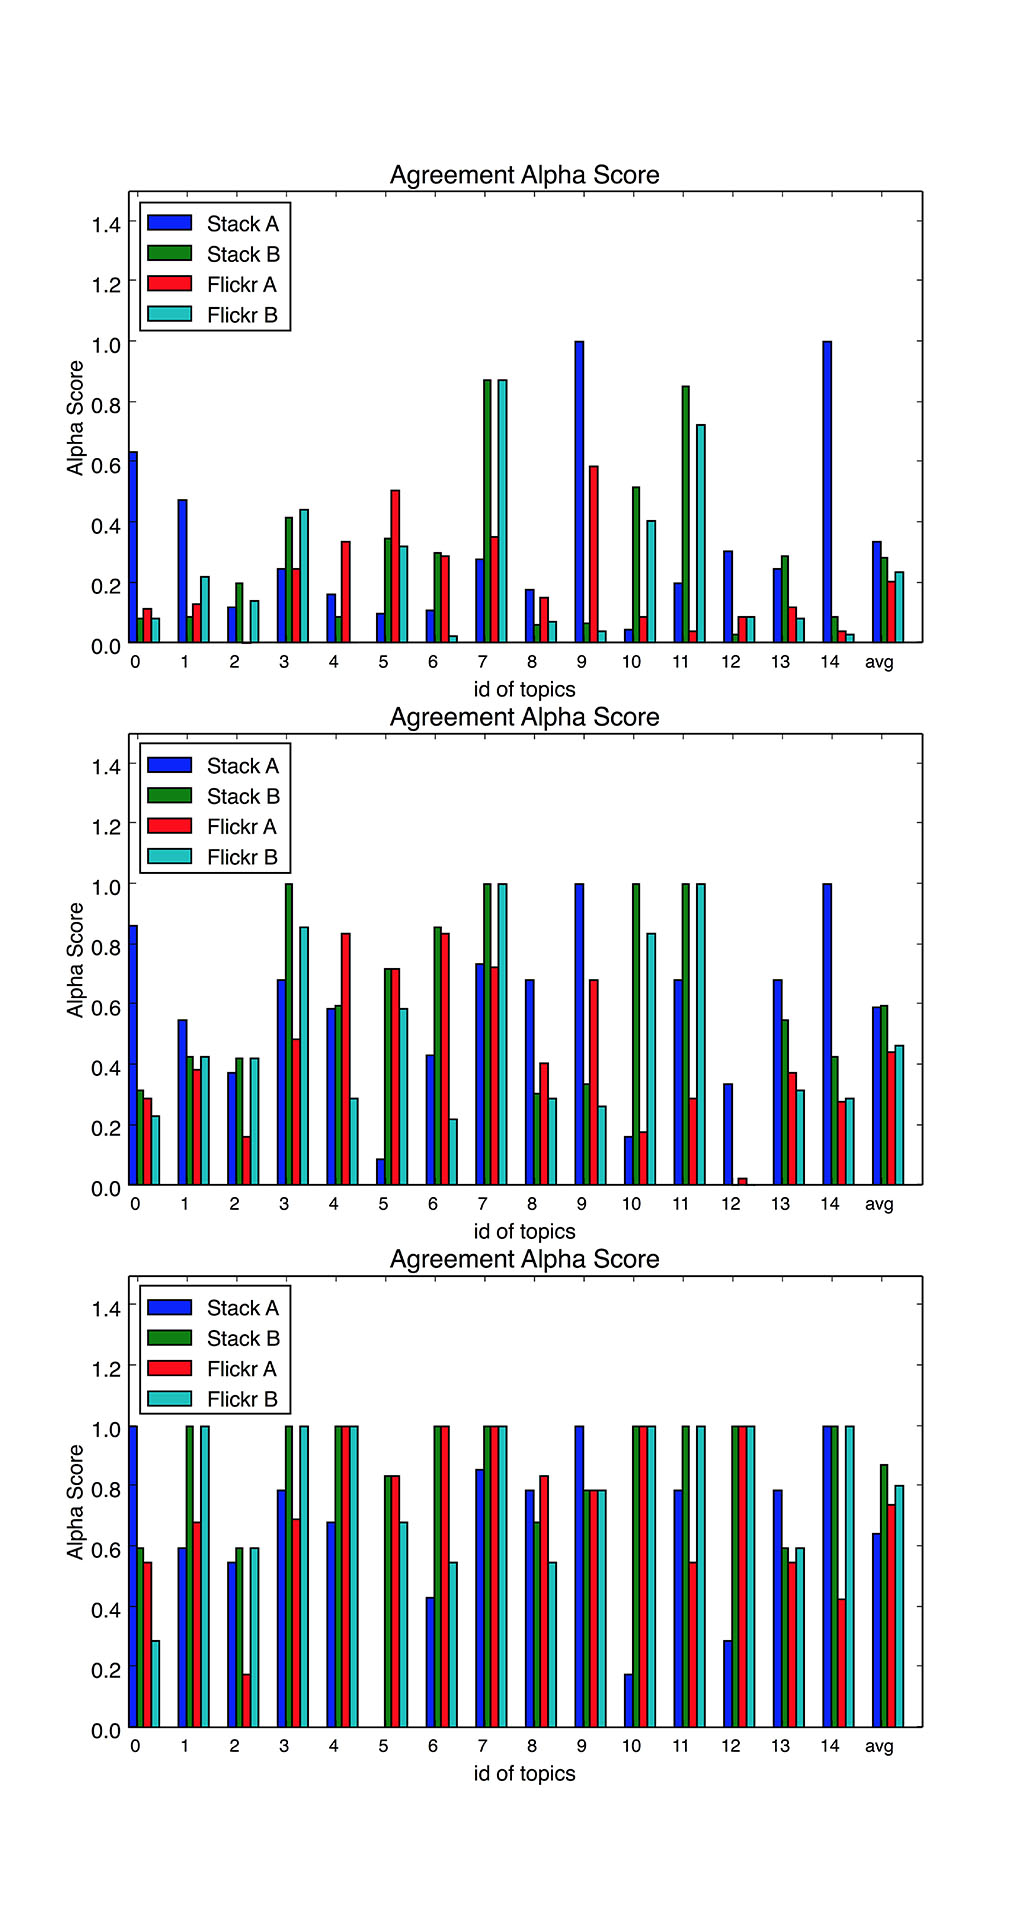 Agreement Alpha Score
Stack A
Stack B
Flickr A
Flickr B
1.4
1.2
1.0
0.8
0.6
0.4
0.2
0.0
Alpha Score
0 1 2 3 4 5 6 7 8 9 10 11 12 13 14 avg
id of topics
Agreement Alpha Score
Stack A
Stack B
Flickr A
Flickr B
1.4
1.2
1.0
0.8
0.6
0.4
0.2
0.0
Alpha Score
0 1 2 3 4 5 6 7 8 9 10 11 12 13 14 avg
id of topics
Agreement Alpha Score
Stack A
Stack B
Flickr A
Flickr B
1.4
1.2
1.0
0.8
0.6
0.4
0.2
0.0
Alpha Score
0 1 2 3 4 5 6 7 8 9 10 11 12 13 14 avg
id of topics